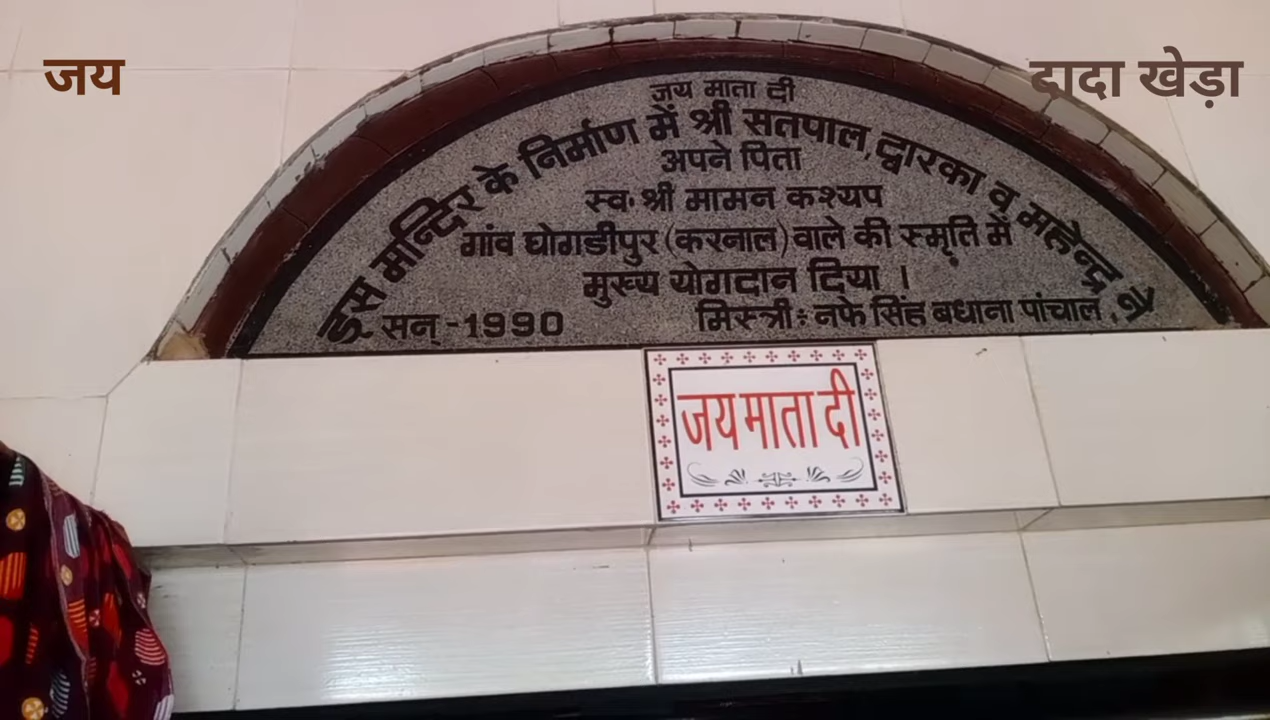 जय
दादा खेड़ा
जय माता दी
इस मन्दिर के निर्माण में श्री सतपाल, द्वारका व महेन्द्र ने
अपने पिता
स्व॰ श्री मामन कश्यप
गांव घोगडीपुर (करनाल) वाले की स्मृति में
मुख्य योगदान दिया ।
सन् -1990
मिस्त्री ÷ नफे सिंह बधाना पांचाल,
जय माता दी